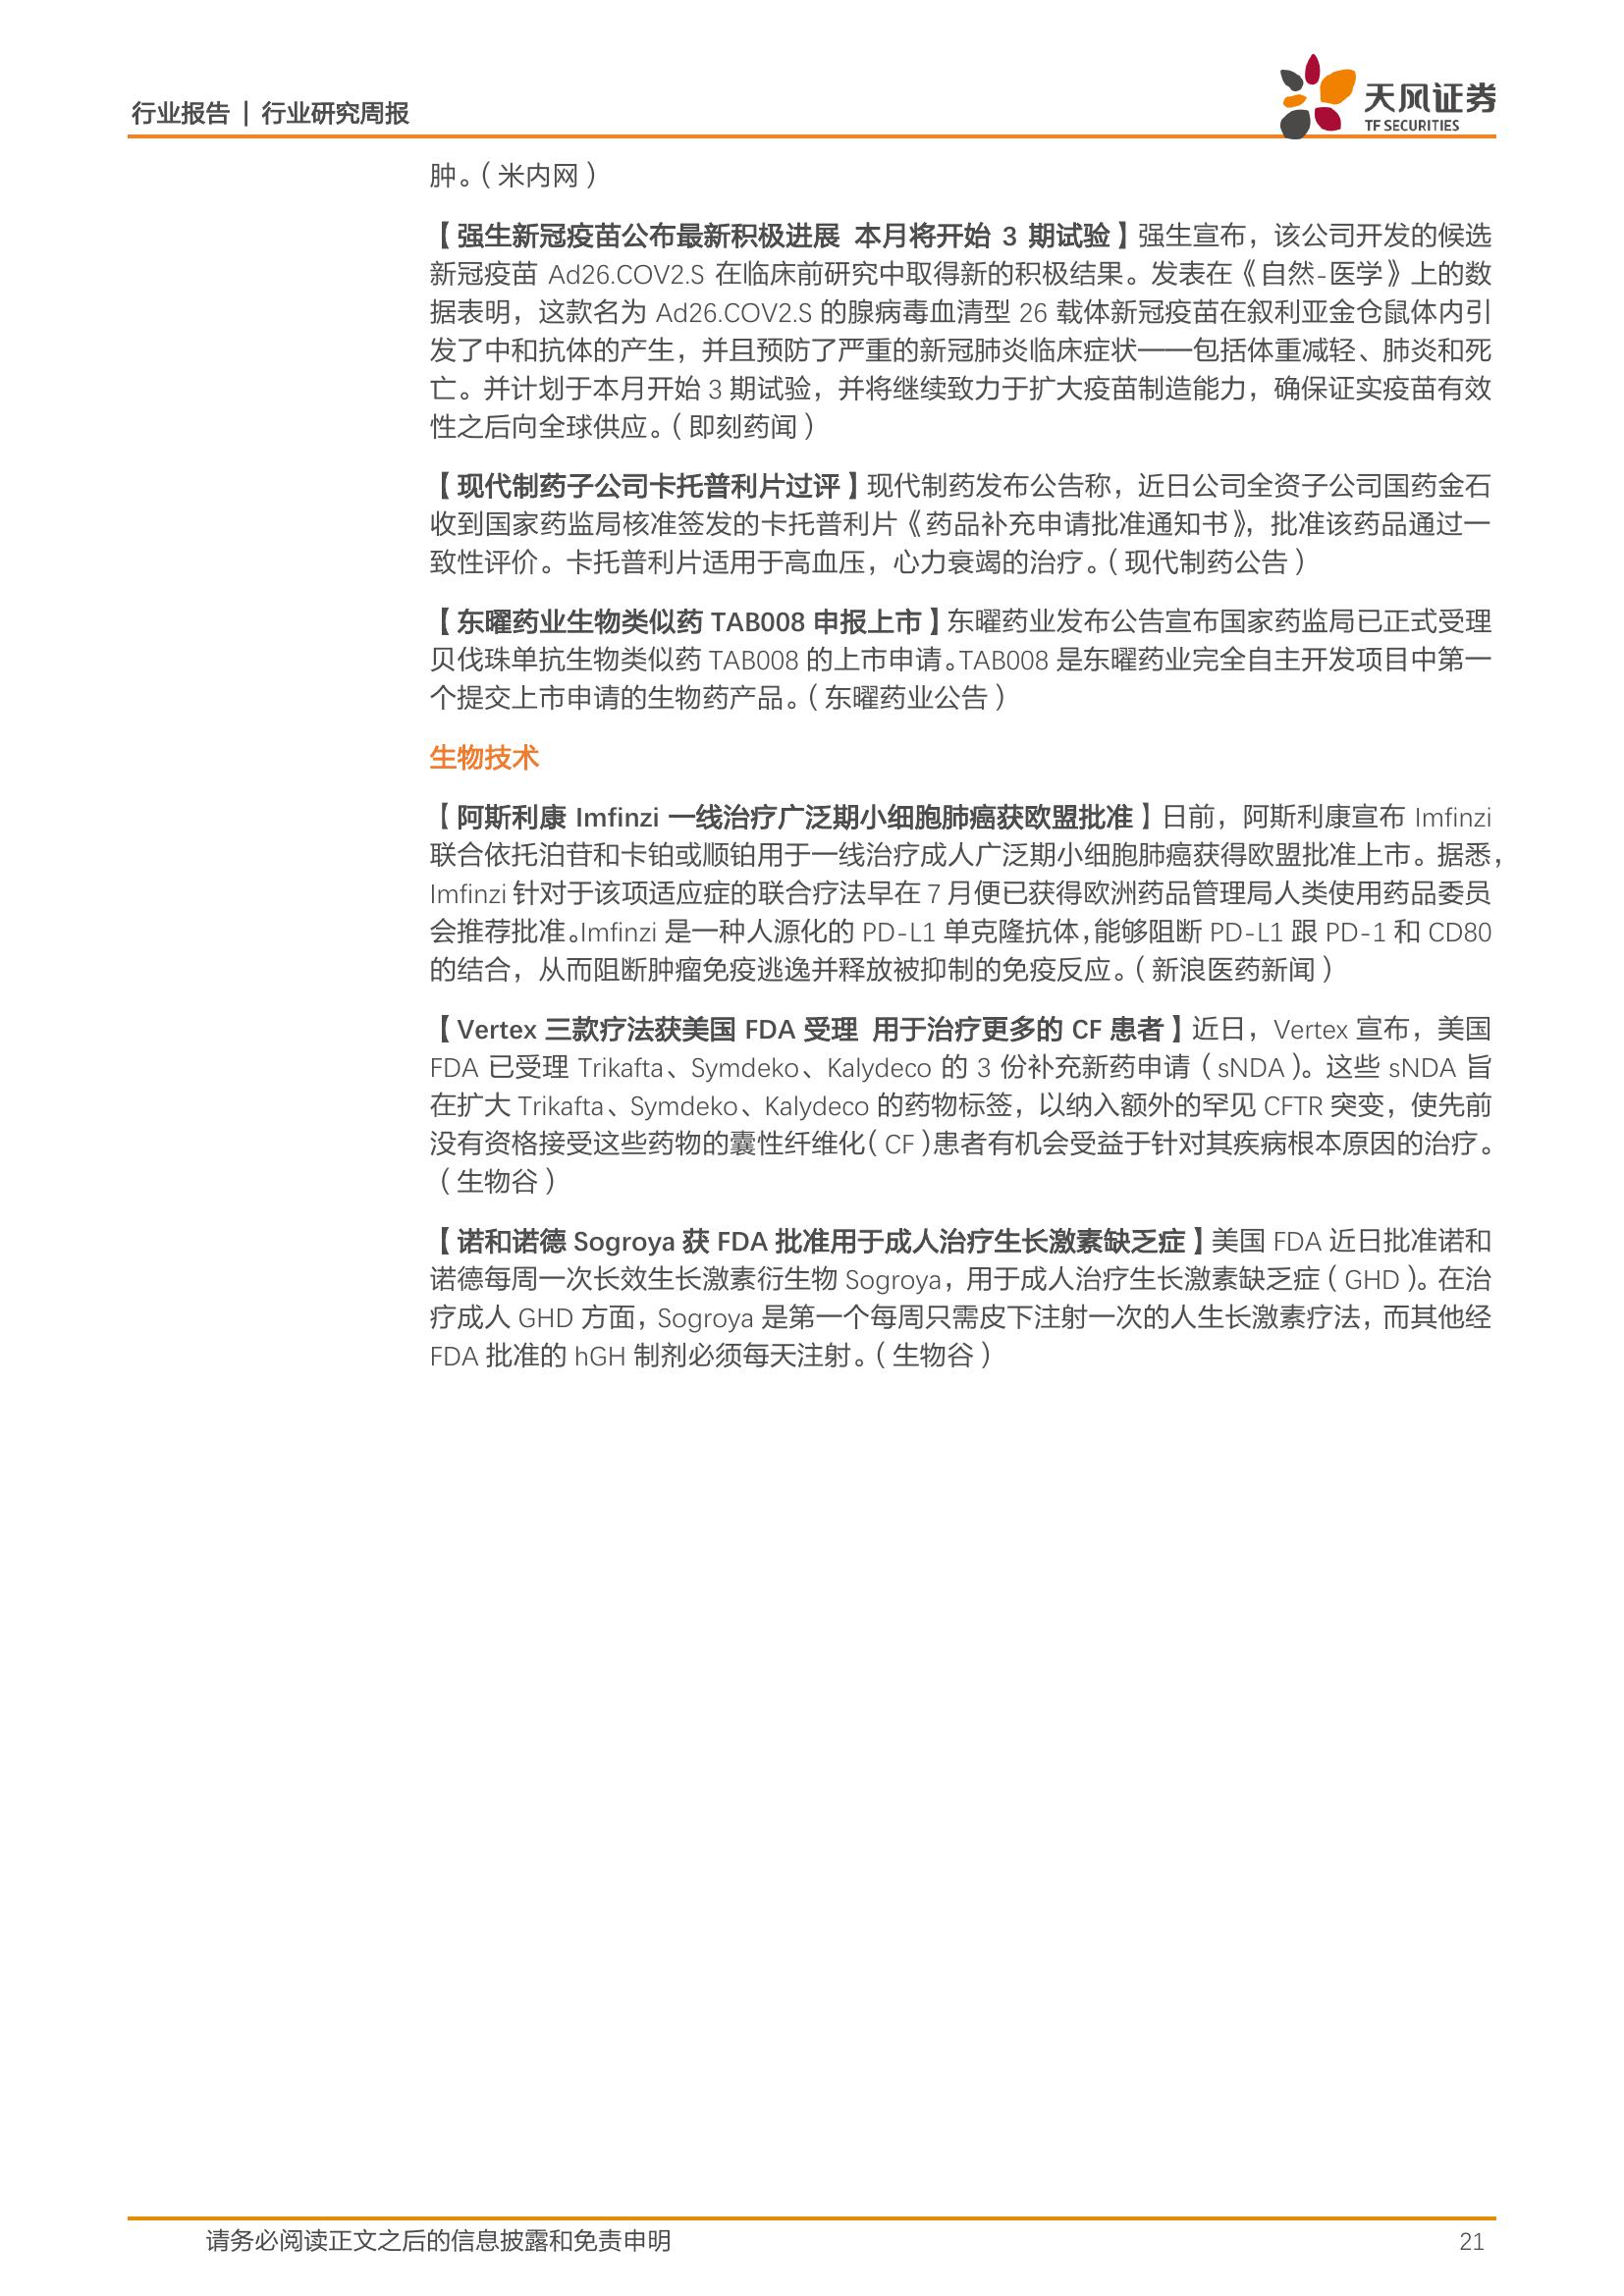 行业报告 | 行业研究周报
天风证券
TF SECURITIES
肿。（米内网）
【强生新冠疫苗公布最新积极进展 本月将开始 3 期试验】强生宣布，该公司开发的候选
新冠疫苗 Ad26.COV2.S 在临床前研究中取得新的积极结果。发表在《自然-医学》上的数
据表明，这款名为 Ad26.COV2.S 的腺病毒血清型 26 载体新冠疫苗在叙利亚金仓鼠体内引
发了中和抗体的产生，并且预防了严重的新冠肺炎临床症状——包括体重减轻、肺炎和死
亡。并计划于本月开始 3 期试验，并将继续致力于扩大疫苗制造能力，确保证实疫苗有效
性之后向全球供应。（即刻药闻）
【现代制药子公司卡托普利片过评】现代制药发布公告称，近日公司全资子公司国药金石
收到国家药监局核准签发的卡托普利片《药品补充申请批准通知书》，批准该药品通过一
致性评价。卡托普利片适用于高血压，心力衰竭的治疗。（现代制药公告）
【东曜药业生物类似药 TAB008 申报上市】东曜药业发布公告宣布国家药监局已正式受理
贝伐珠单抗生物类似药 TAB008 的上市申请。TAB008 是东曜药业完全自主开发项目中第一
个提交上市申请的生物药产品。（东曜药业公告）
生物技术
【阿斯利康 Imfinzi 一线治疗广泛期小细胞肺癌获欧盟批准】日前，阿斯利康宣布 Imfinzi
联合依托泊苷和卡铂或顺铂用于一线治疗成人广泛期小细胞肺癌获得欧盟批准上市。据悉，
Imfinzi 针对于该项适应症的联合疗法早在 7 月便已获得欧洲药品管理局人类使用药品委员
会推荐批准。Imfinzi 是一种人源化的 PD-L1 单克隆抗体，能够阻断 PD-L1 跟 PD-1 和 CD80
的结合，从而阻断肿瘤免疫逃逸并释放被抑制的免疫反应。（新浪医药新闻）
【Vertex 三款疗法获美国 FDA 受理 用于治疗更多的 CF 患者】近日，Vertex 宣布，美国
FDA 已受理 Trikafta、Symdeko、Kalydeco 的 3 份补充新药申请（sNDA）。这些 sNDA 旨
在扩大 Trikafta、Symdeko、Kalydeco 的药物标签，以纳入额外的罕见 CFTR 突变，使先前
没有资格接受这些药物的囊性纤维化（CF）患者有机会受益于针对其疾病根本原因的治疗。
（生物谷）
【诺和诺德 Sogroya 获 FDA 批准用于成人治疗生长激素缺乏症】美国 FDA 近日批准诺和
诺德每周一次长效生长激素衍生物 Sogroya，用于成人治疗生长激素缺乏症（GHD）。在治
疗成人 GHD 方面，Sogroya 是第一个每周只需皮下注射一次的人生长激素疗法，而其他经
FDA 批准的 hGH 制剂必须每天注射。（生物谷）
请务必阅读正文之后的信息披露和免责申明
21